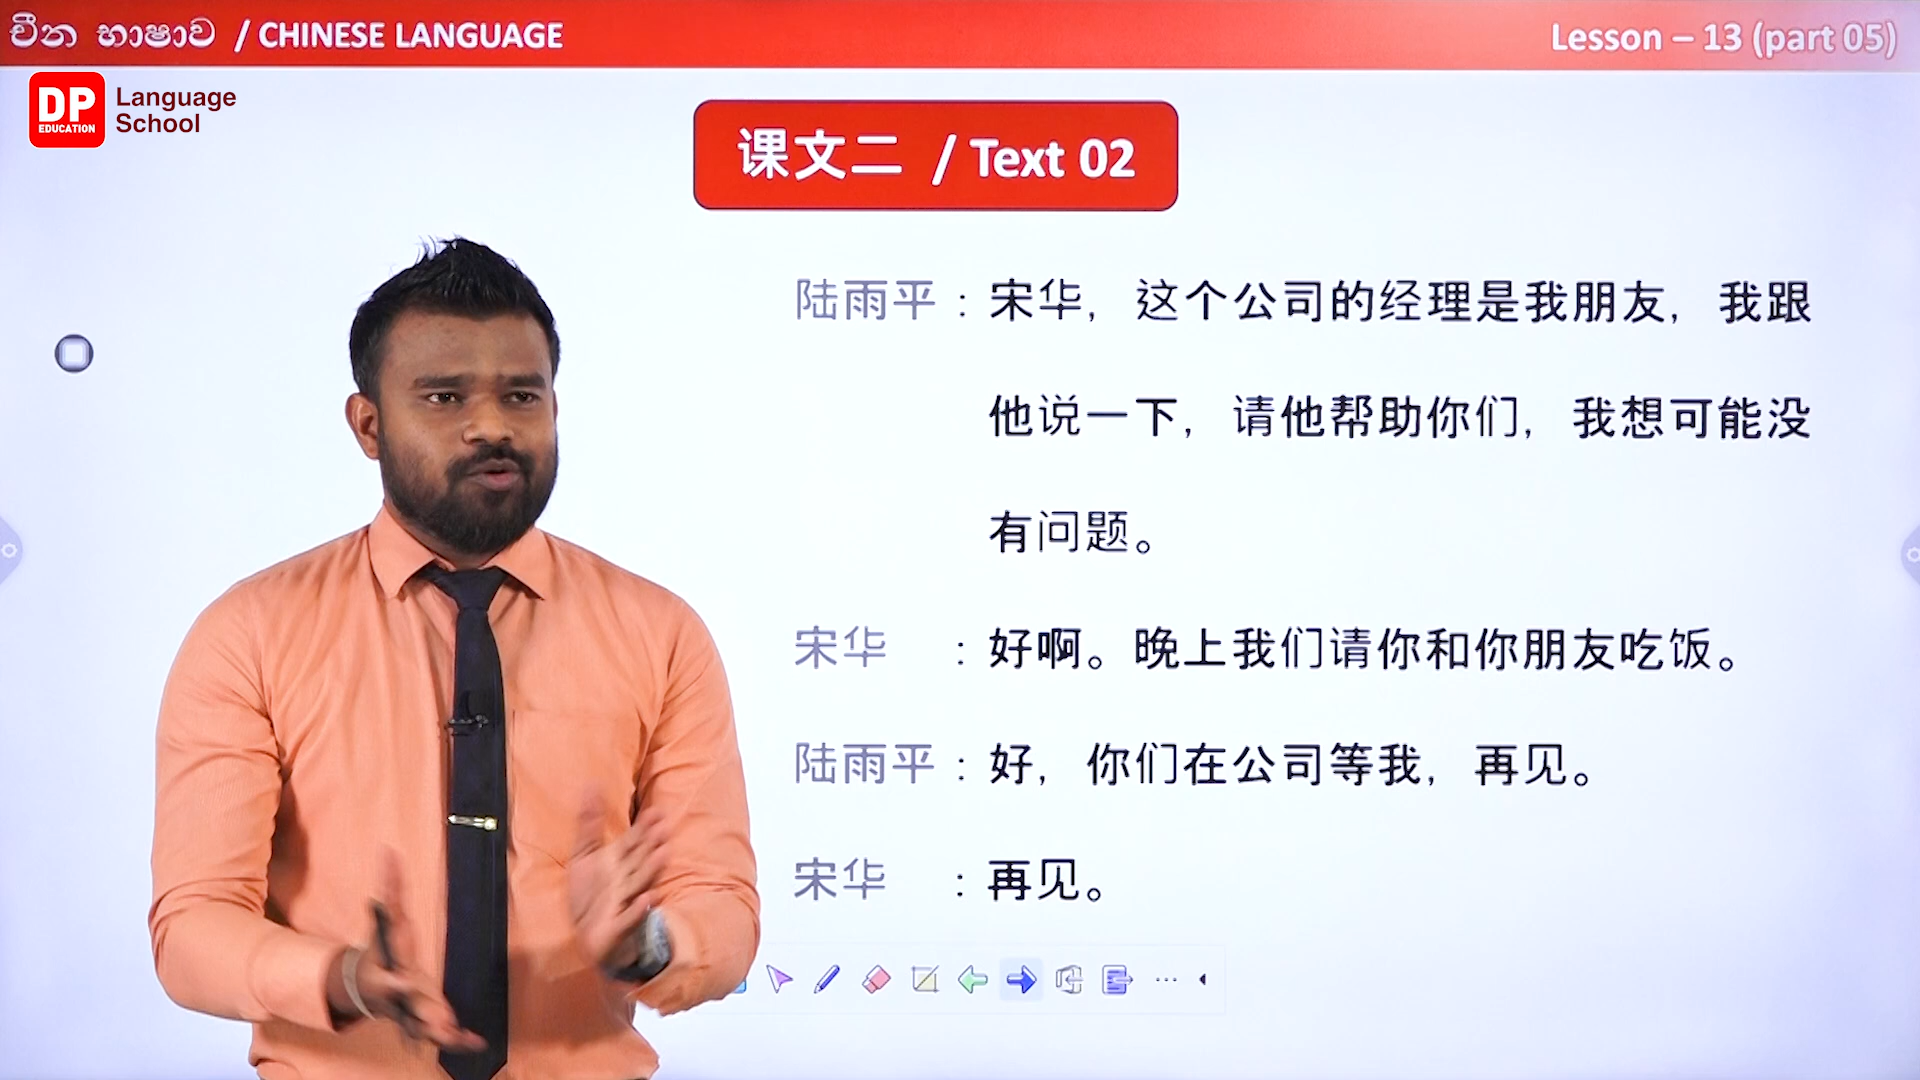 චීන භාෂාව / CHINESE LANGUAGE
Lesson – 13 (part 05)
DP
EDUCATION
Language
School
课文二 / Text 02
陆雨平 : 宋华, 这个公司的经理是我朋友, 我跟
他说一下, 请他帮助你们, 我想可能没
有问题。
宋华 : 好啊。晚上我们请你和你朋友吃饭。
陆雨平 : 好, 你们在公司等我, 再见。
宋华 : 再见。